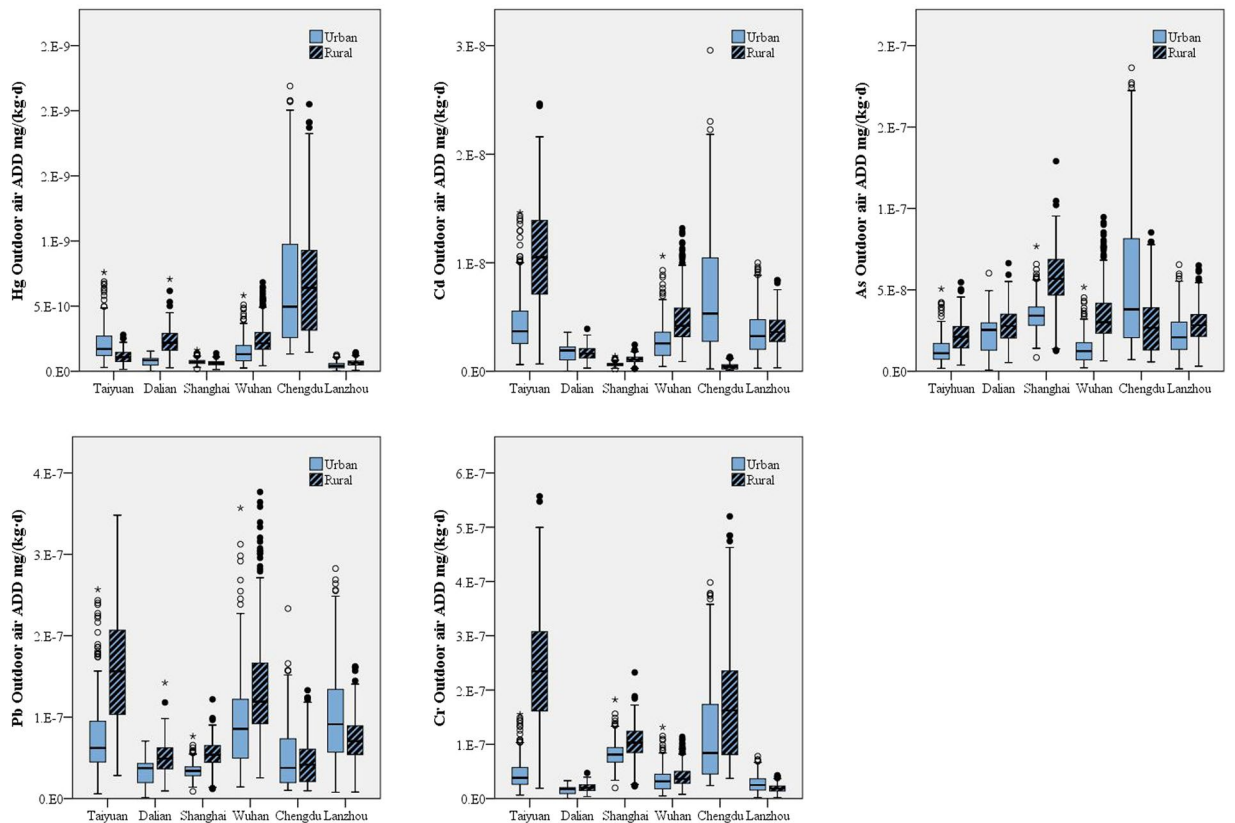 Hg Outdoor air ADD mg/(kg·d)
2.E-9
2.E-9
2.E-9
1.E-9
5.E-10
0.E0
Urban
Rural
Taiyuan Dalian Shanghai Wuhan Chengdu Lanzhou
Cd Outdoor air ADD mg/(kg·d)
3.E-8
2.E-8
1.E-8
0.E0
Urban
Rural
Taiyuan Dalian Shanghai Wuhan Chengdu Lanzhou
As Outdoor air ADD mg/(kg·d)
2.E-7
2.E-7
1.E-7
5.E-8
0.E0
Urban
Rural
Taiyhuan Dalian Shanghai Wuhan Chengdu Lanzhou
Pb Outdoor air ADD mg/(kg·d)
4.E-7
3.E-7
2.E-7
1.E-7
0.E0
Urban
Rural
Taiyuan Dalian Shanghai Wuhan Chengdu Lanzhou
Cr Outdoor air ADD mg/(kg·d)
6.E-7
5.E-7
4.E-7
3.E-7
2.E-7
1.E-7
0.E0
Urban
Rural
Taiyuan Dalian Shanghai Wuhan Chengdu Lanzhou